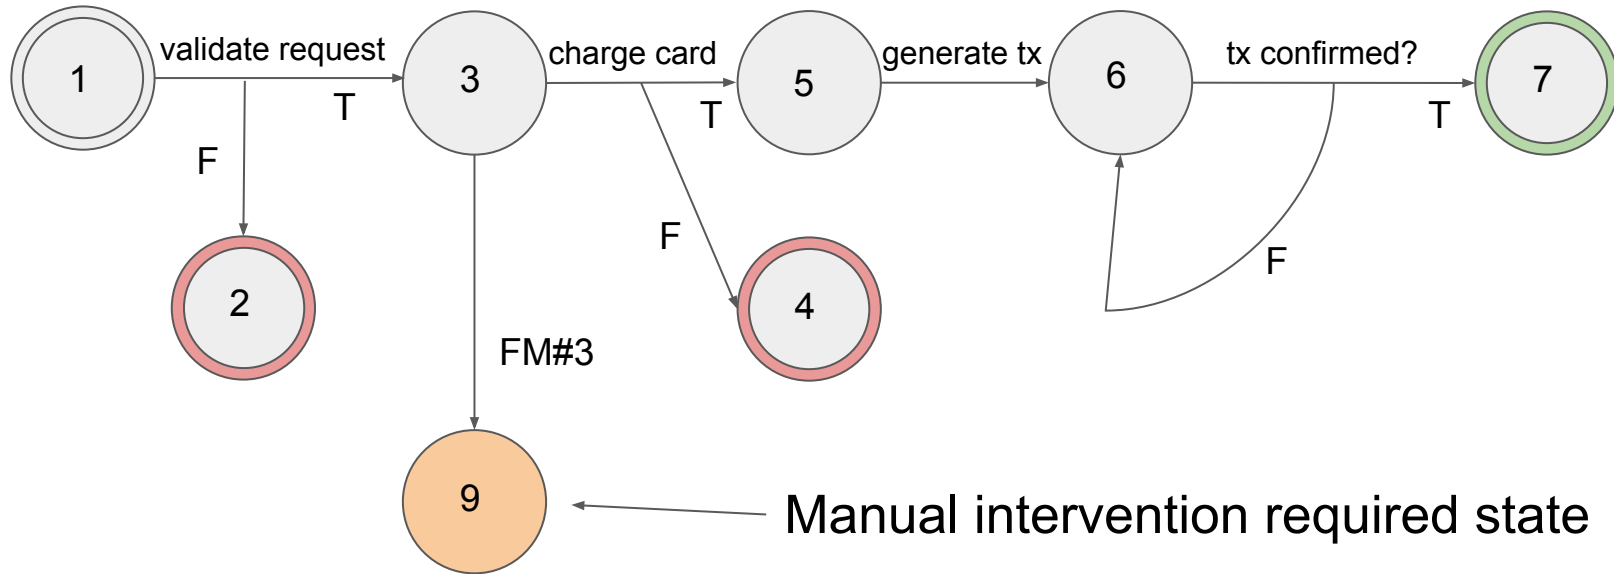 1
validate request
T
F
2
3
charge card
T
F
4
5
generate tx
6
tx confirmed?
T
F
7
FM#3
9
Manual intervention required state